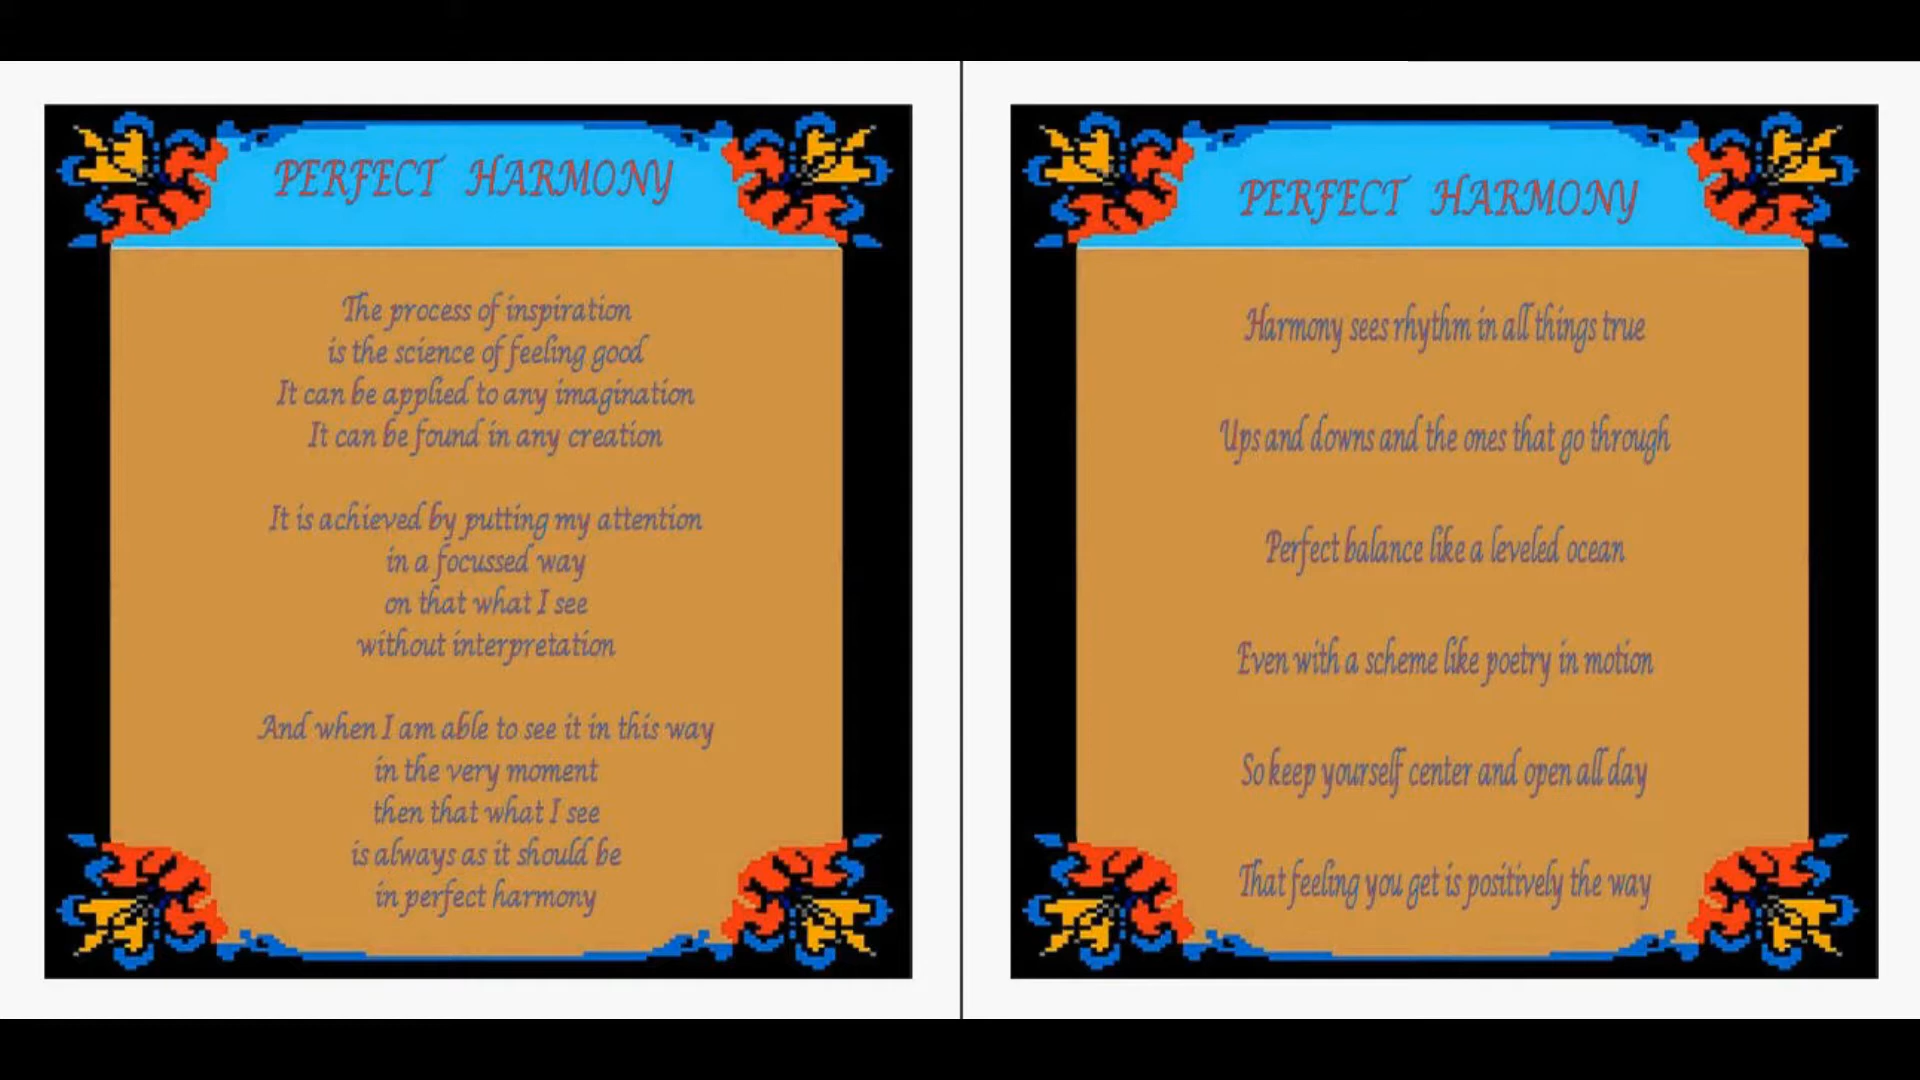 PERFECT HARMONY
The process of inspiration
is the science of feeling good
It can be applied to any imagination
It can be found in any creation
It is achieved by putting my attention
in a focussed way
on that what I see
without interpretation
And when I am able to see it in this way
in the very moment
then that what I see
is always as it should be
in perfect harmony
PERFECT HARMONY
Harmony sees rhythm in all things true
Ups and downs and the ones that go through
Perfect balance like a leveled ocean
Even with a scheme like poetry in motion
So keep yourself center and open all day
That feeling you get is positively the way